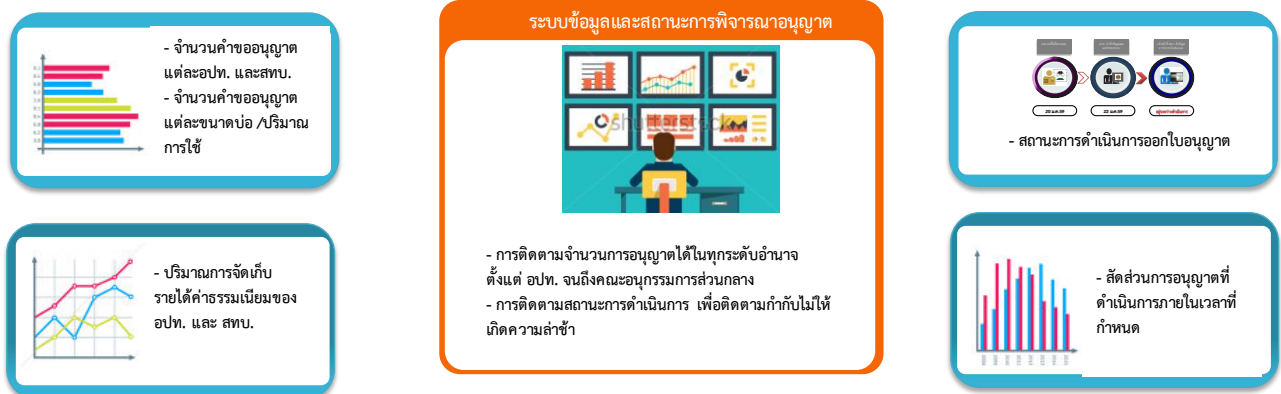 - จำนวนคำขออนุญาต
แต่ละอปท. และสทบ.
- จำนวนคำขออนุญาต
แต่ละขนาดบ่อ /ปริมาณ
การใช้
- ปริมาณการจัดเก็บ
รายได้ค่าธรรมเนียมของ
อปท. และ สทบ.
ระบบข้อมูลและสถานะการพิจารณาอนุญาต
shutterstock
- การติดตามจำนวนการอนุญาตได้ในทุกระดับอำนาจ
ตั้งแต่ อปท. จนถึงคณะอนุกรรมการส่วนกลาง
- การติดตามสถานะการดำเนินการ เพื่อติดตามกำกับไม่ให้
เกิดความล่าช้า
- สถานะการดำเนินการออกใบอนุญาต
- สัดส่วนการอนุญาตที่
ดำเนินการภายในเวลาที่
กำหนด